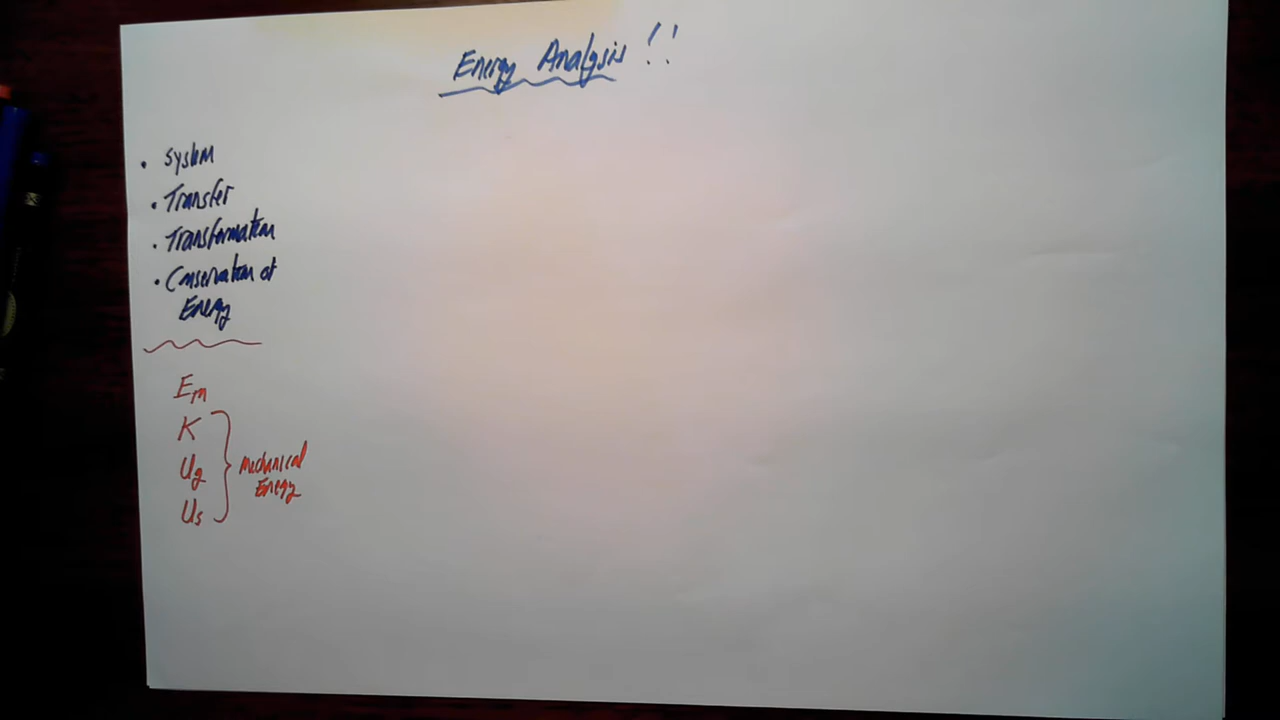 Energy Analysis !!
• System
• Transfer
• Transformation
• Conservation of
Energy
Em
K
Ug
Us
Mechanical
Energy